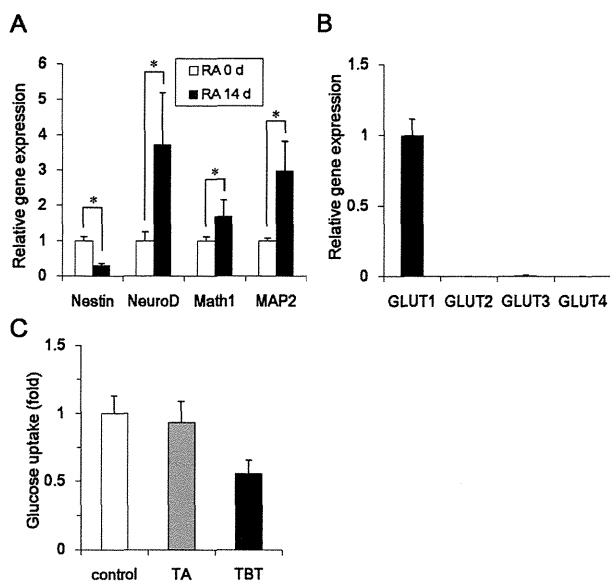 A
Relative gene expression
6
5
4
3
2
1
0
RA 0 d
RA 14 d
*
*
*
*
Nestin NeuroD Math1 MAP2
B
Relative gene expression
1.5
1
0.5
0
GLUT1 GLUT2 GLUT3 GLUT4
C
Glucose uptake (fold)
1.5
1
0.5
0
control TA TBT